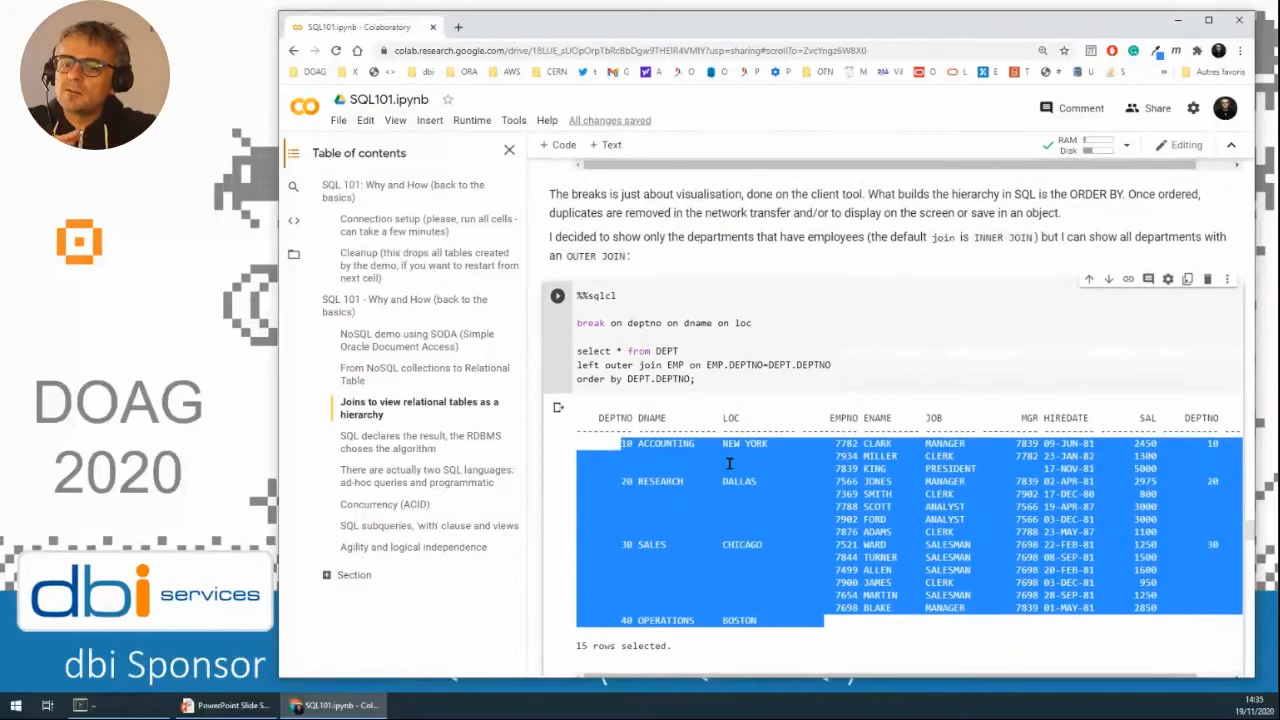 SQL101.ipynb - Colaboratory
colab.research.google.com/drive/18LUE_sUOpOrpTbRcBbDgw9THEIR4VMlY?usp=sharing#scrollTo=ZvcYngz6W8X0
DOAG X <> dbi ORA AWS CERN t G A O O P P OTN M Vil O L E T # U S » Autres favoris
SQL101.ipynb
File Edit View Insert Runtime Tools Help All changes saved
Comment Share
+ Code + Text
RAM
Disk
Editing
Table of contents
SQL 101: Why and How (back to the
basics)
Connection setup (please, run all cells -
can take a few minutes)
Cleanup (this drops all tables created
by the demo, if you want to restart from
next cell)
SQL 101 - Why and How (back to the
basics)
NoSQL demo using SODA (Simple
Oracle Document Access)
From NoSQL collections to Relational
Table
Joins to view relational tables as a
hierarchy
SQL declares the result, the RDBMS
choses the algorithm
There are actually two SQL languages:
ad-hoc queries and programmatic
Concurrency (ACID)
SQL subqueries, 'with' clause and views
Agility and logical independence
Section
The breaks is just about visualisation, done on the client tool. What builds the hierarchy in SQL is the ORDER BY. Once ordered,
duplicates are removed in the network transfer and/or to display on the screen or save in an object.
I decided to show only the departments that have employees (the default join is INNER JOIN) but I can show all departments with
an OUTER JOIN:
%%sqlcl
break on deptno on dname on loc
select * from DEPT
left outer join EMP on EMP.DEPTNO=DEPT.DEPTNO
order by DEPT.DEPTNO;
DEPTNO DNAME LOC EMPNO ENAME JOB MGR HIREDATE SAL DEPTNO
10 ACCOUNTING NEW YORK 7782 CLARK MANAGER 7839 09-JUN-81 2450 10
7934 MILLER CLERK 7782 23-JAN-82 1300
7839 KING PRESIDENT 17-NOV-81 5000
20 RESEARCH DALLAS 7566 JONES MANAGER 7839 02-APR-81 2975 20
7369 SMITH CLERK 7902 17-DEC-80 800
7788 SCOTT ANALYST 7566 19-APR-87 3000
7902 FORD ANALYST 7566 03-DEC-81 3000
7876 ADAMS CLERK 7788 23-MAY-87 1100
30 SALES CHICAGO 7521 WARD SALESMAN 7698 22-FEB-81 1250 30
7844 TURNER SALESMAN 7698 08-SEP-81 1500
7499 ALLEN SALESMAN 7698 20-FEB-81 1600
7900 JAMES CLERK 7698 03-DEC-81 950
7654 MARTIN SALESMAN 7698 28-SEP-81 1250
7698 BLAKE MANAGER 7839 01-MAY-81 2850
40 OPERATIONS BOSTON
15 rows selected.
DOAG
2020
dbi services
dbi Sponsor
PowerPoint Slide S...
SQL101.ipynb - Col...
14:35
19/11/2020